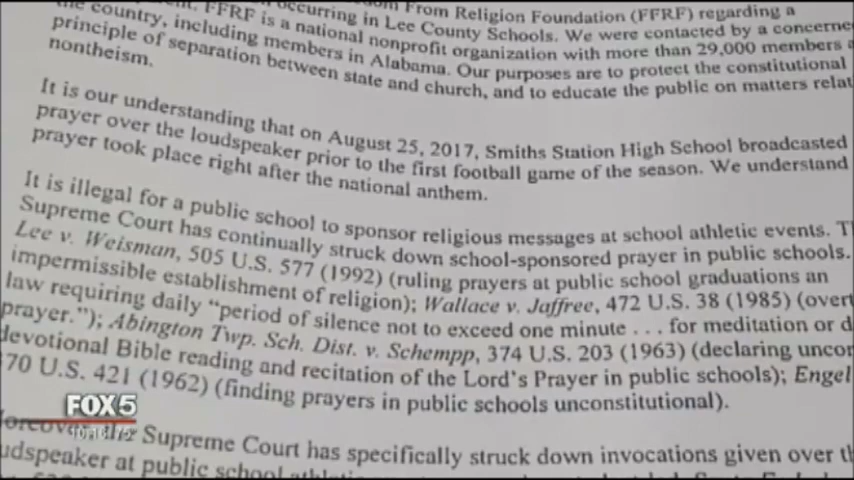 occurring in Lee From Religion Foundation (FFRF) regarding a
FFRF is a national County Schools. We were contacted by a concerne
the country, including members in nonprofit organization with more than 29,000 members a
principle of separation between state Alabama. Our purposes are to protect the constitutional
nontheism. and church, and to educate the public on matters relat
It is our understanding that on August 25, 2017, Smiths Station High School broadcasted
prayer over the loudspeaker prior to the first football game of the season. We understand
prayer took place right after the national anthem.
It is illegal for a public school to sponsor religious messages at school athletic events. T
Supreme Court has continually struck down school-sponsored prayer in public schools.
Lee v. Weisman, 505 U.S. 577 (1992) (ruling prayers at public school graduations an
impermissible establishment of religion); Wallace v. Jaffree, 472 U.S. 38 (1985) (overt
law requiring daily “period of silence not to exceed one minute . . . for meditation or d
prayer.”); Abington Twp. Sch. Dist. v. Schempp, 374 U.S. 203 (1963) (declaring uncon
devotional Bible reading and recitation of the Lord’s Prayer in public schools); Engel
70 U.S. 421 (1962) (finding prayers in public schools unconstitutional).
FOX5
Supreme Court has specifically struck down invocations given over th
udspeaker at public school